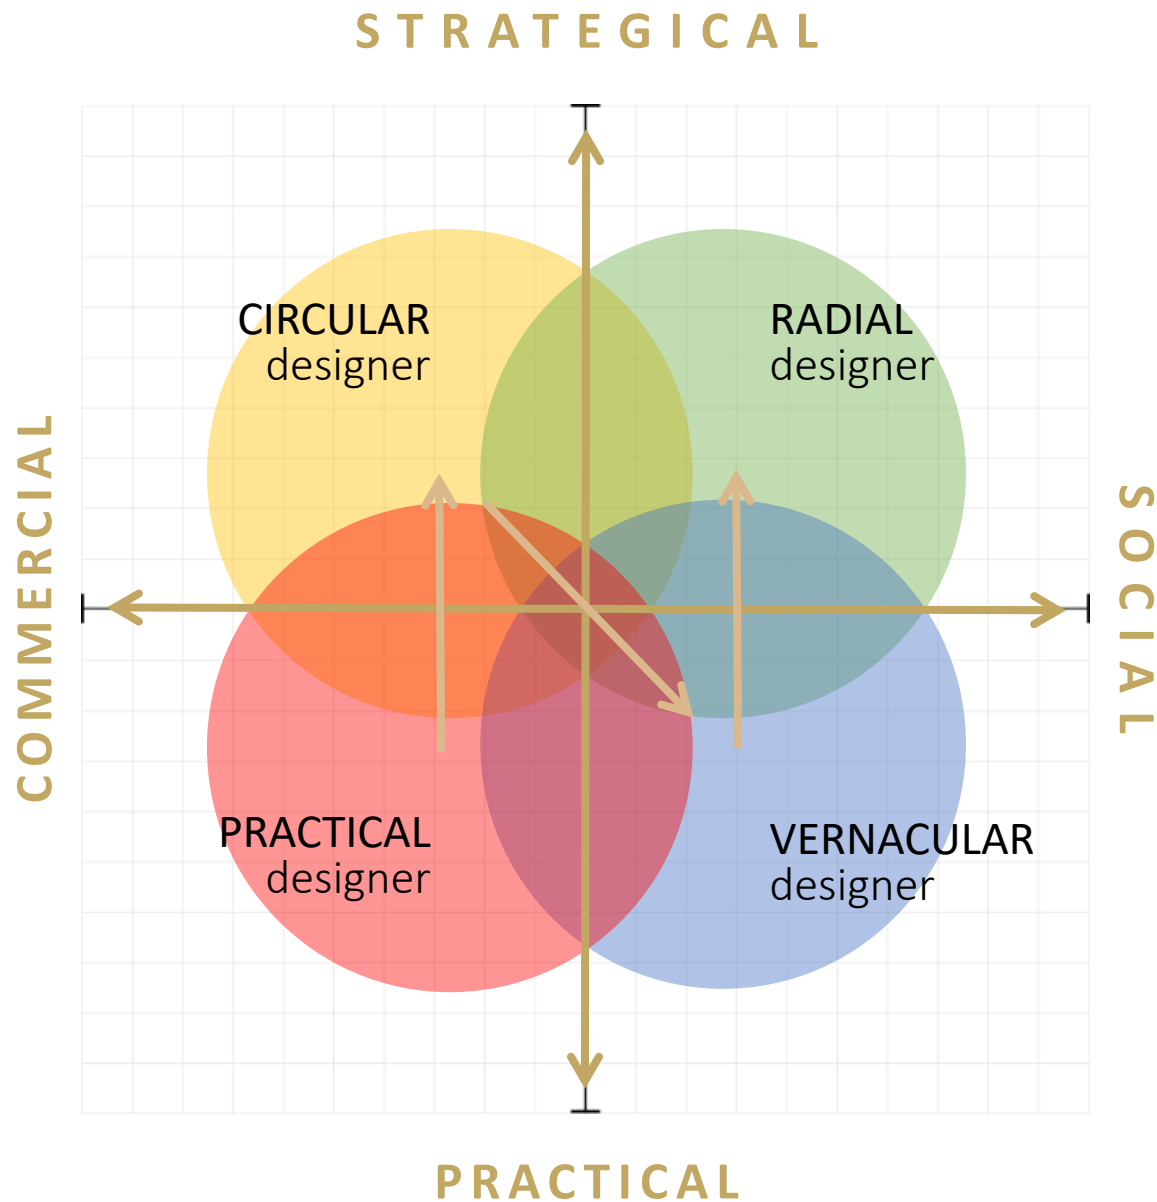 STRATEGICAL
CIRCULAR
designer
RADIAL
designer
COMMERCIAL
SOCIAL
PRACTICAL
designer
VERNACULAR
designer
PRACTICAL